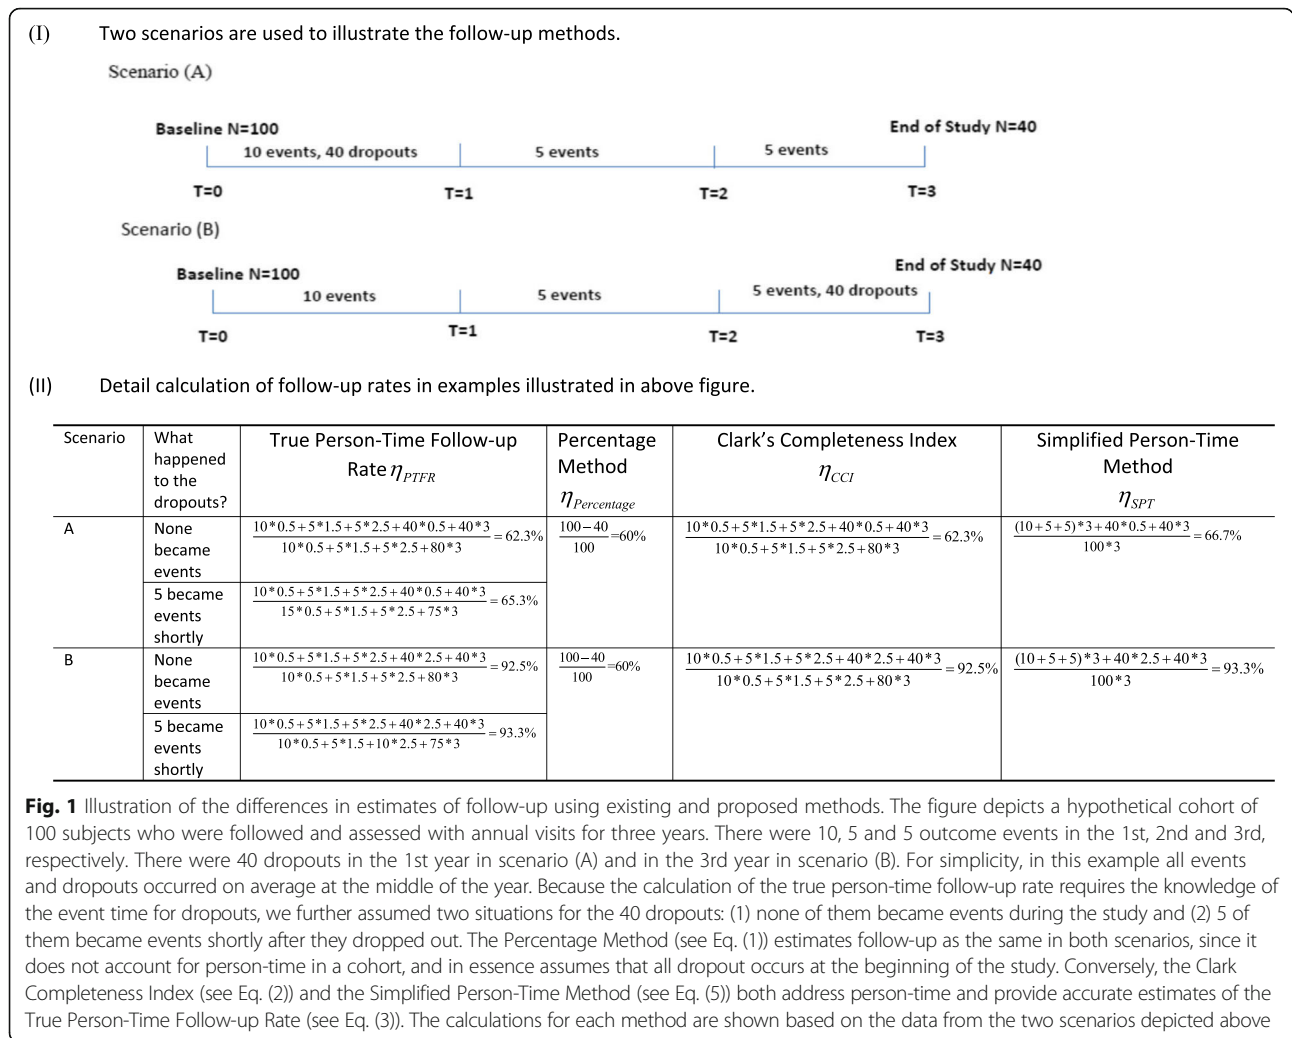 (I) Two scenarios are used to illustrate the follow-up methods.
Scenario (A)
Baseline N=100
End of Study N=40
10 events, 40 dropouts
5 events
5 events
T=0
T=1
T=2
T=3
Scenario (B)
Baseline N=100
End of Study N=40
10 events
5 events
5 events, 40 dropouts
T=0
T=1
T=2
T=3
(II) Detail calculation of follow-up rates in examples illustrated in above figure.
Scenario
What
happened
to the
dropouts?
True Person-Time Follow-up
Rate η_PTFR
Percentage
Method
η_Percentage
Clark's Completeness Index
η_CCI
Simplified Person-Time
Method
η_SPT
A
None
became
events
10*0.5+5*1.5+5*2.5+40*0.5+40*3
10*0.5+5*1.5+5*2.5+80*3
=62.3%
100−40
100
=60%
10*0.5+5*1.5+5*2.5+40*0.5+40*3
10*0.5+5*1.5+5*2.5+80*3
=62.3%
(10+5+5)*3+40*0.5+40*3
100*3
=66.7%
5 became
events
shortly
10*0.5+5*1.5+5*2.5+40*0.5+40*3
15*0.5+5*1.5+5*2.5+75*3
=65.3%
B
None
became
events
10*0.5+5*1.5+5*2.5+40*2.5+40*3
10*0.5+5*1.5+5*2.5+80*3
=92.5%
100−40
100
=60%
10*0.5+5*1.5+5*2.5+40*2.5+40*3
10*0.5+5*1.5+5*2.5+80*3
=92.5%
(10+5+5)*3+40*2.5+40*3
100*3
=93.3%
5 became
events
shortly
10*0.5+5*1.5+5*2.5+40*2.5+40*3
10*0.5+5*1.5+10*2.5+75*3
=93.3%
Fig. 1 Illustration of the differences in estimates of follow-up using existing and proposed methods. The figure depicts a hypothetical cohort of
100 subjects who were followed and assessed with annual visits for three years. There were 10, 5 and 5 outcome events in the 1st, 2nd and 3rd,
respectively. There were 40 dropouts in the 1st year in scenario (A) and in the 3rd year in scenario (B). For simplicity, in this example all events
and dropouts occurred on average at the middle of the year. Because the calculation of the true person-time follow-up rate requires the knowledge of
the event time for dropouts, we further assumed two situations for the 40 dropouts: (1) none of them became events during the study and (2) 5 of
them became events shortly after they dropped out. The Percentage Method (see Eq. (1)) estimates follow-up as the same in both scenarios, since it
does not account for person-time in a cohort, and in essence assumes that all dropout occurs at the beginning of the study. Conversely, the Clark
Completeness Index (see Eq. (2)) and the Simplified Person-Time Method (see Eq. (5)) both address person-time and provide accurate estimates of the
True Person-Time Follow-up Rate (see Eq. (3)). The calculations for each method are shown based on the data from the two scenarios depicted above